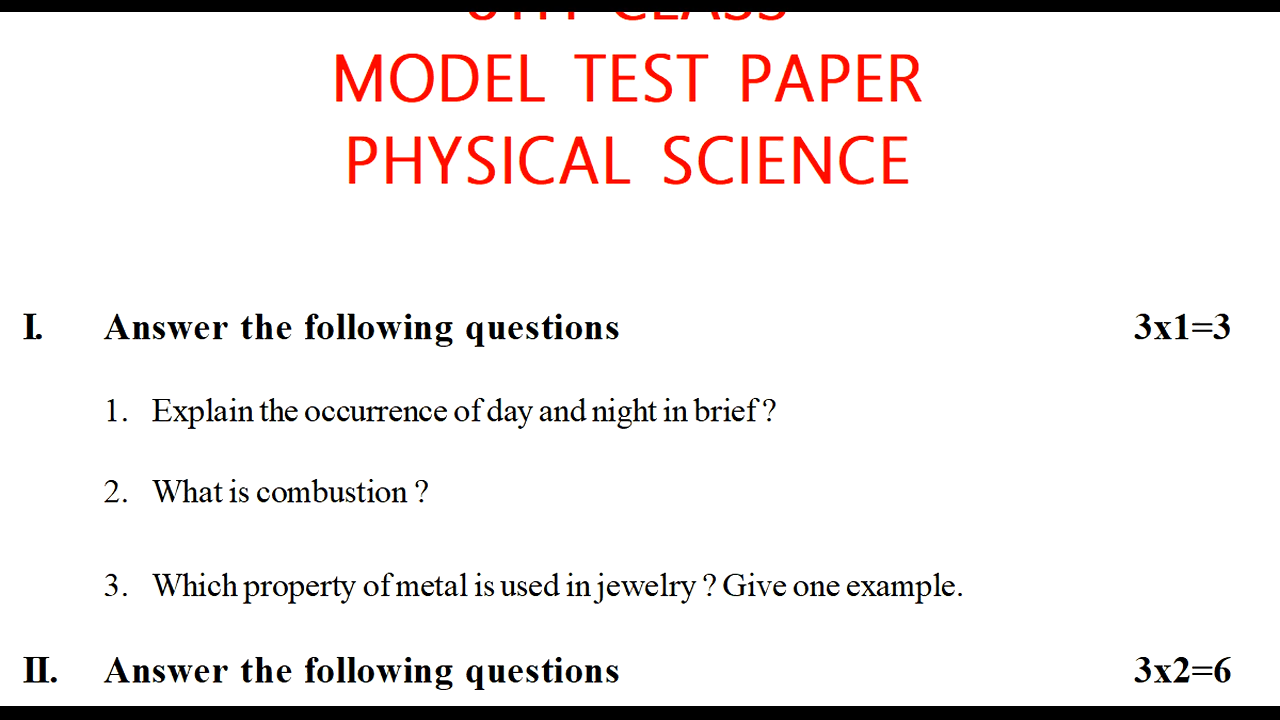 CLASS
MODEL TEST PAPER
PHYSICAL SCIENCE
I. Answer the following questions 3x1=3
1. Explain the occurrence of day and night in brief ?
2. What is combustion ?
3. Which property of metal is used in jewelry ? Give one example.
II. Answer the following questions 3x2=6